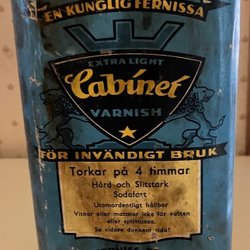 EN KUNGLIG FERNISSA
EXTRA LIGHT
Cabinet
VARNISH
FÖR INVÄNDIGT BRUK
Torkar på 4 timmar
Hård och Slitstark
Sodafast
Utomordentligt hållbar
Vitnar eller mattnar icke för vatten
eller spirituosa.
Se vidare dunkens sida!